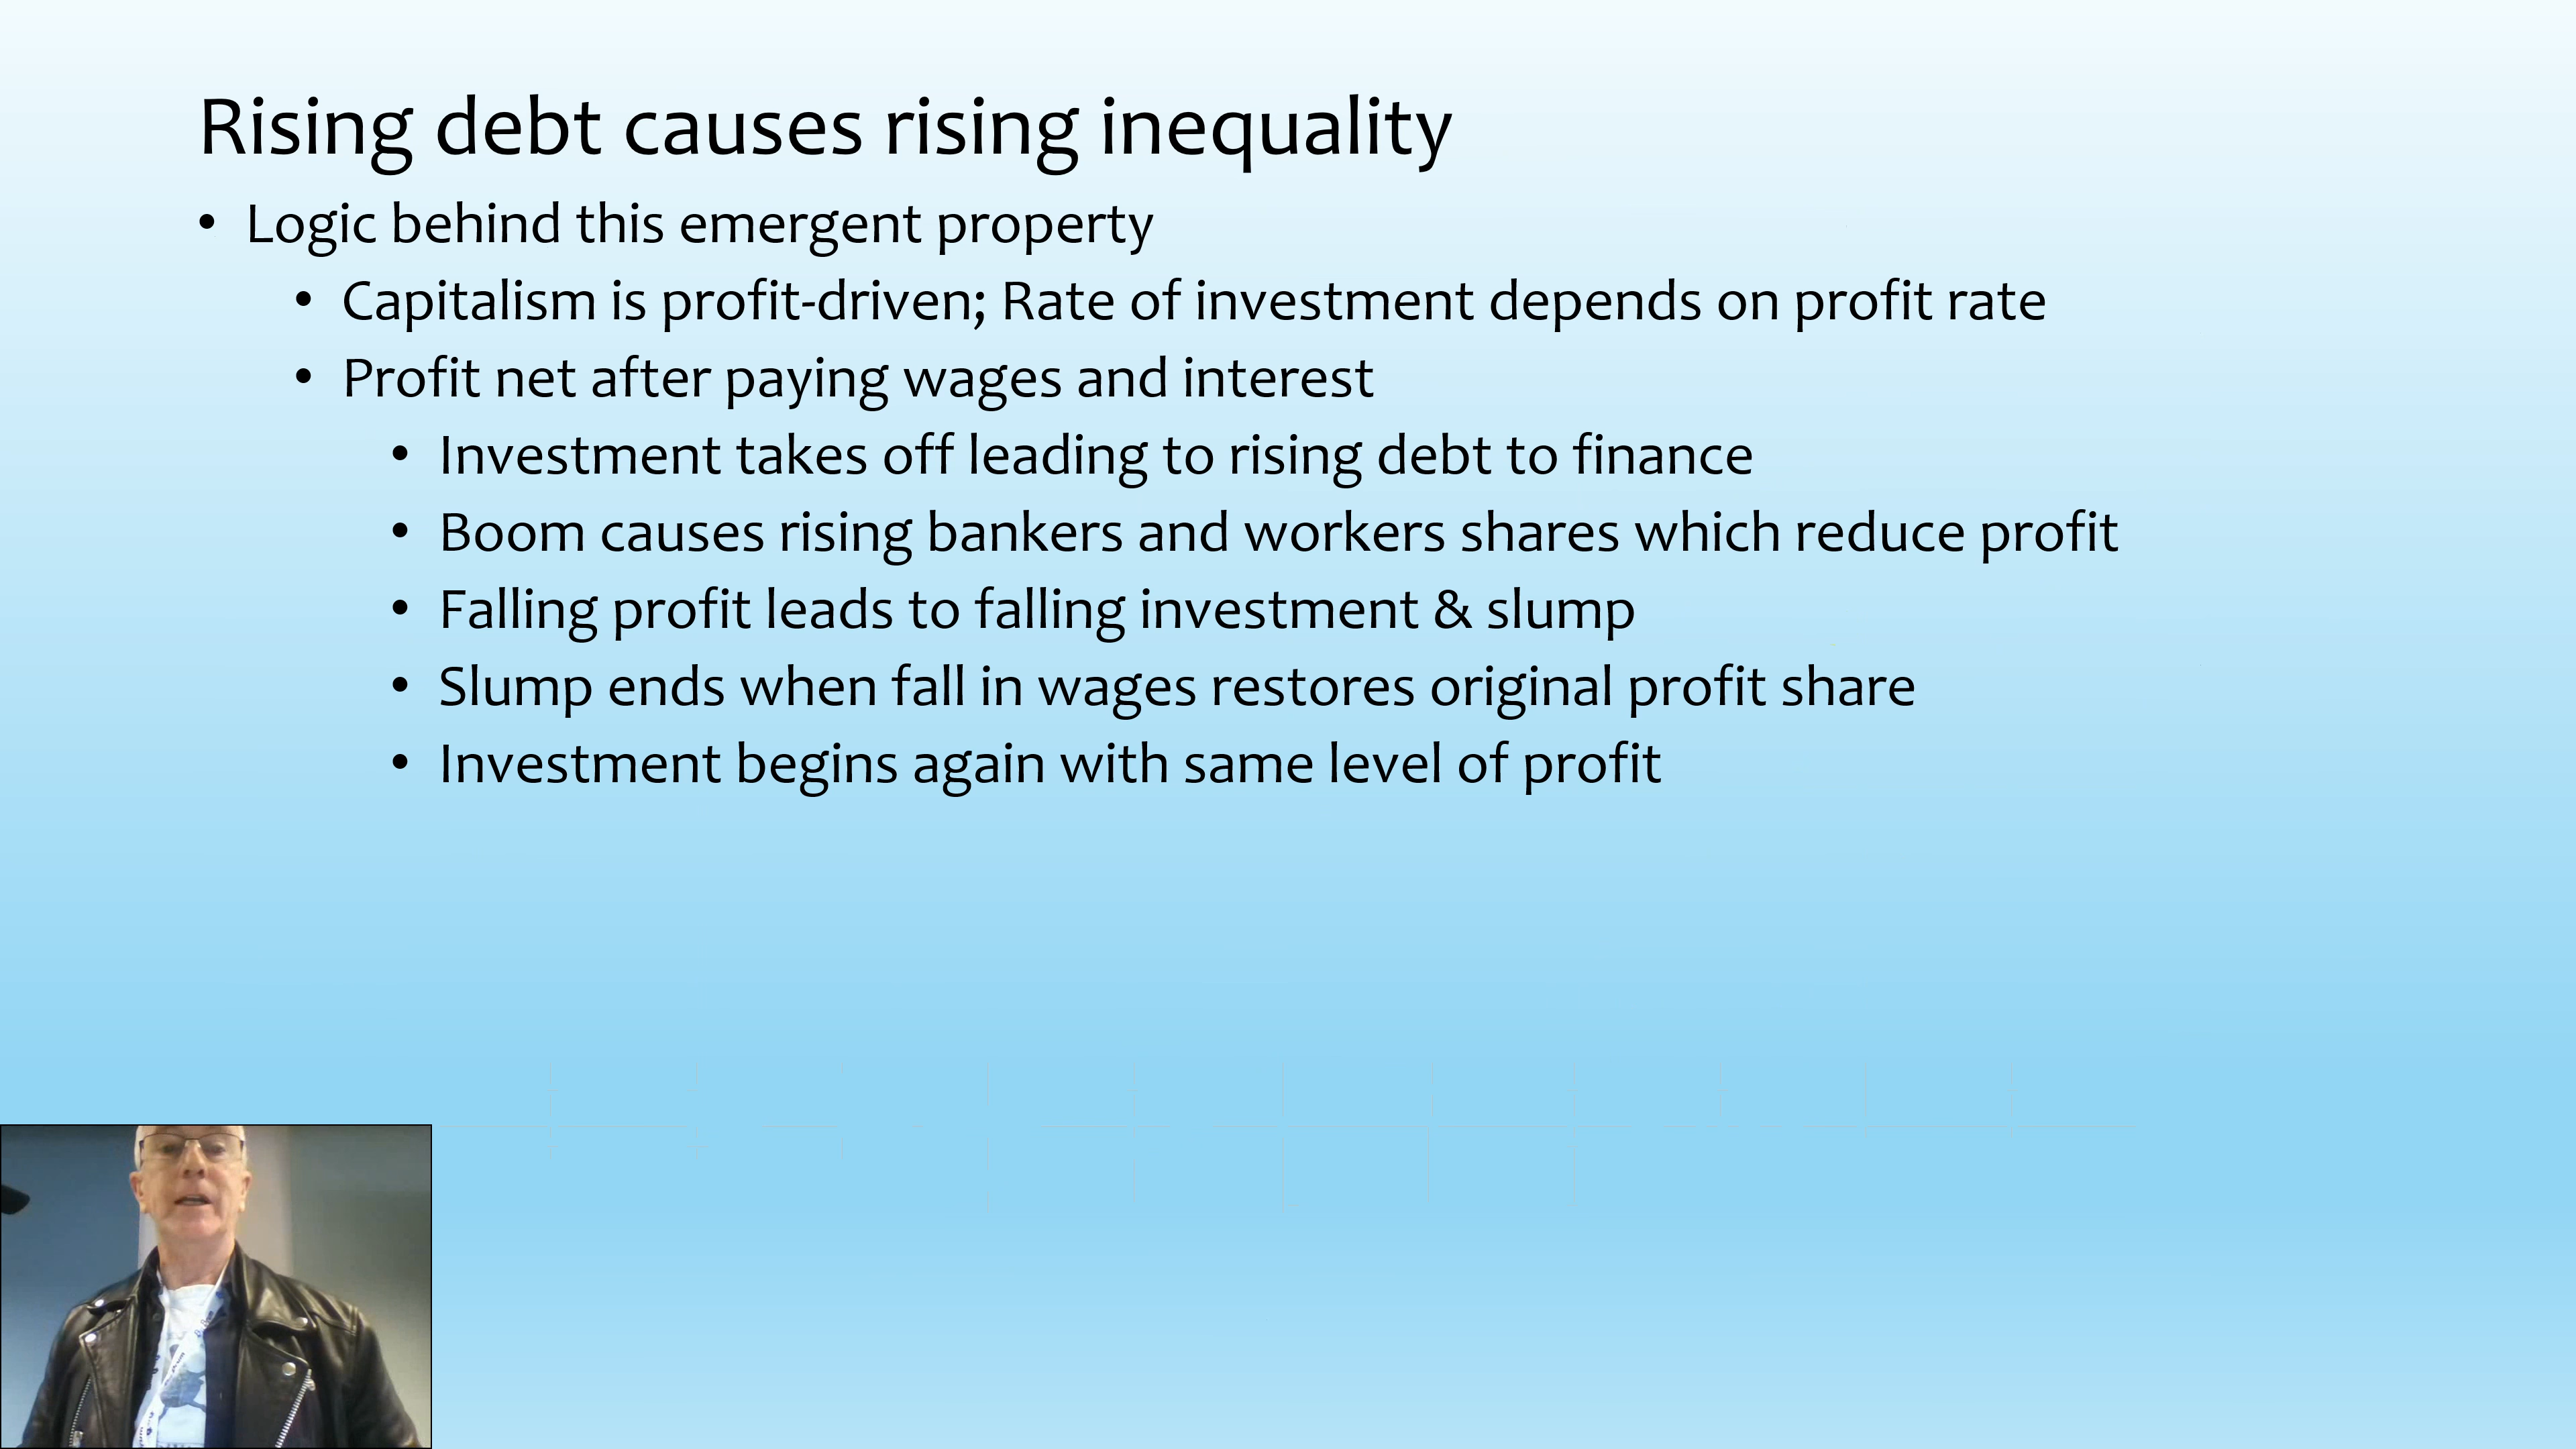 Rising debt causes rising inequality
• Logic behind this emergent property
• Capitalism is profit-driven; Rate of investment depends on profit rate
• Profit net after paying wages and interest
• Investment takes off leading to rising debt to finance
• Boom causes rising bankers and workers shares which reduce profit
• Falling profit leads to falling investment & slump
• Slump ends when fall in wages restores original profit share
• Investment begins again with same level of profit